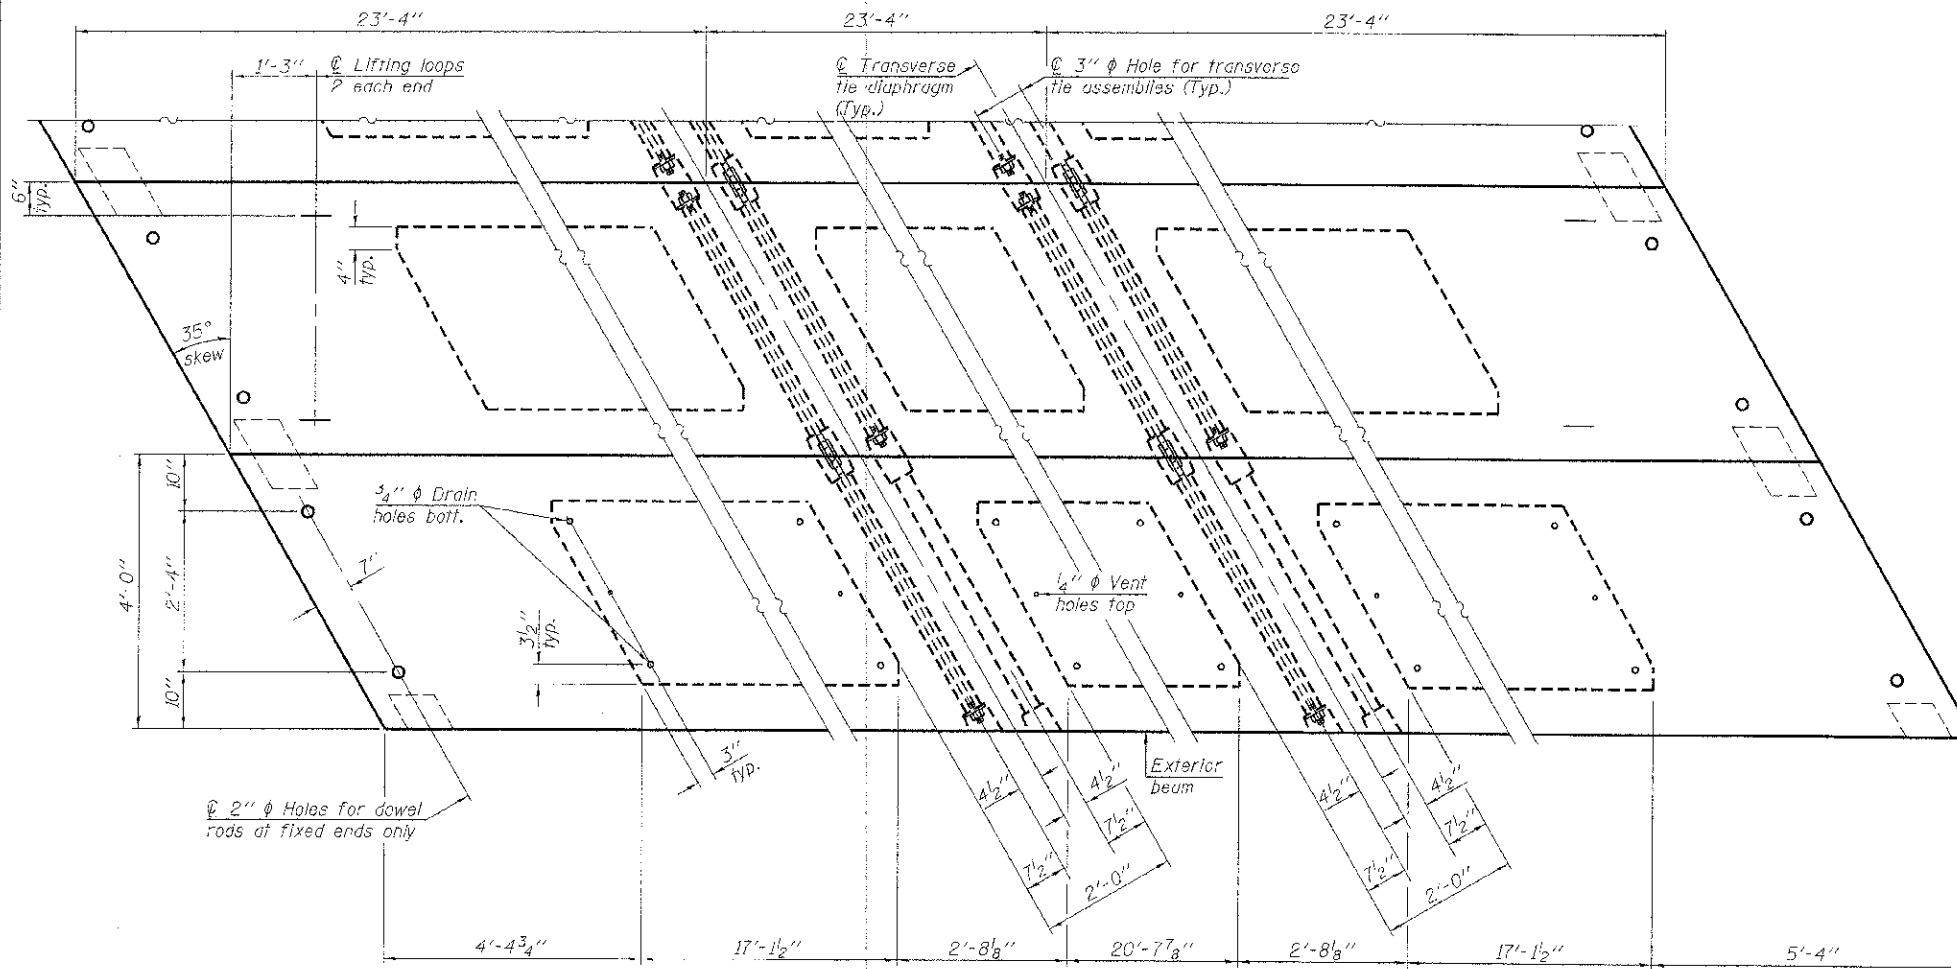 23'-4"
23'-4"
23'-4"
1'-3"
℄ Lifting loops
2 each end
℄ Transverse
tie diaphragm
(Typ.)
℄ 3" ϕ Hole for transverse
tie assemblies (Typ.)
6"
typ.
4"
typ.
35°
skew
3/4" ϕ Drain
holes bott.
10"
2'-4"
10"
4'-0"
7"
3 1/2"
typ.
1/4" ϕ Vent
holes top
3"
typ.
Exterior
beam
℄ 2" ϕ Holes for dowel
rods at fixed ends only
4 1/2"
4 1/2"
7 1/2"
7 1/2"
2'-0"
4 1/2"
4 1/2"
7 1/2"
7 1/2"
2'-0"
4'-4 3/4"
17'-1 1/2"
2'-8 1/8"
20'-7 7/8"
2'-8 1/8"
17'-1 1/2"
5'-4"